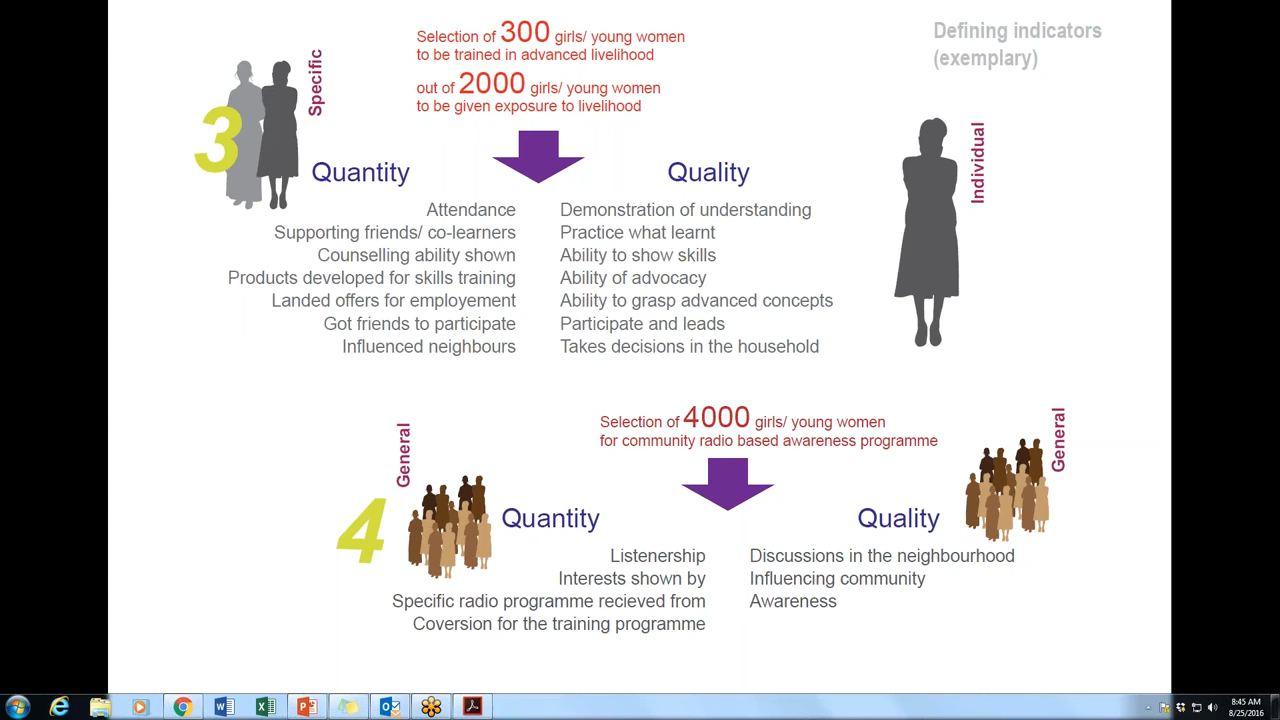 Defining indicators
(exemplary)
Selection of 300 girls/ young women
to be trained in advanced livelihood
out of 2000 girls/ young women
to be given exposure to livelihood
3
Specific
Individual
Quantity
Quality
Attendance
Supporting friends/ co-learners
Counselling ability shown
Products developed for skills training
Landed offers for employement
Got friends to participate
Influenced neighbours
Demonstration of understanding
Practice what learnt
Ability to show skills
Ability of advocacy
Ability to grasp advanced concepts
Participate and leads
Takes decisions in the household
Selection of 4000 girls/ young women
for community radio based awareness programme
4
General
General
Quantity
Quality
Listenership
Interests shown by
Specific radio programme recieved from
Coversion for the training programme
Discussions in the neighbourhood
Influencing community
Awareness
8:45 AM
8/25/2016